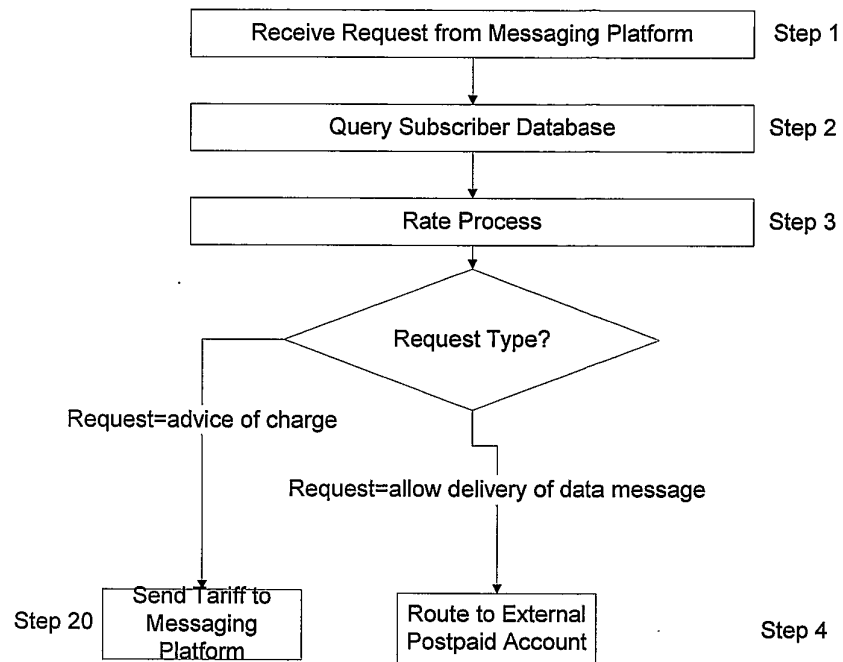 Receive Request from Messaging Platform
Step 1
Query Subscriber Database
Step 2
Rate Process
Step 3
Request Type?
Request=advice of charge
Request=allow delivery of data message
Step 20
Send Tariff to
Messaging
Platform
Route to External
Postpaid Account
Step 4